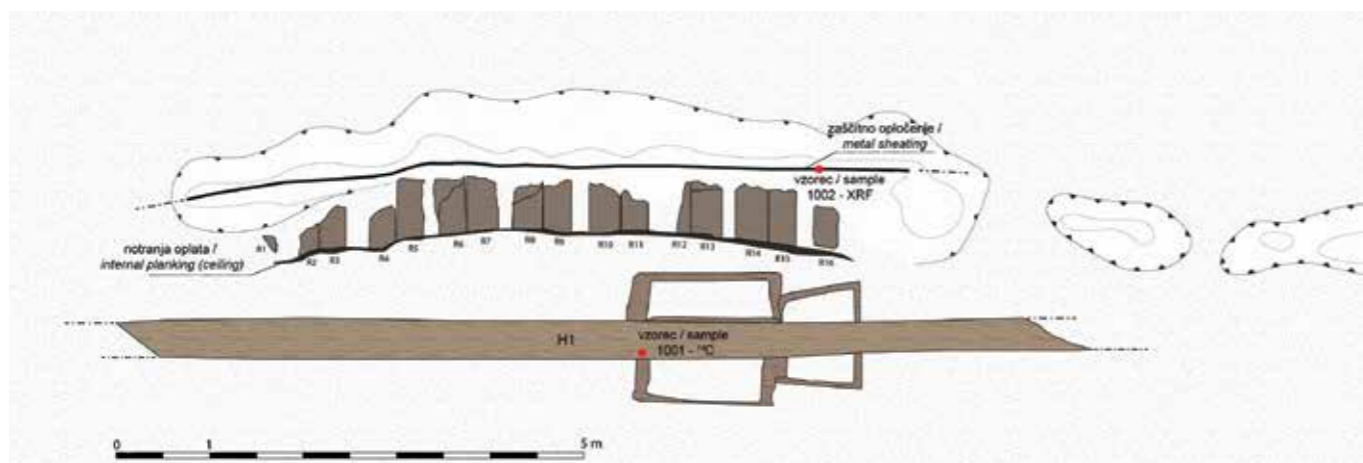 zaščitno opločenje /
metal sheating
vzorec / sample
1002 - XRF
notranja oplata /
internal planking (ceiling)
R1
R2
R3
R4
R5
R6
R7
R8
R9
R10
R11
R12
R13
R14
R15
R16
H1
vzorec / sample
1001 - ¹⁴C
0
1
5 m